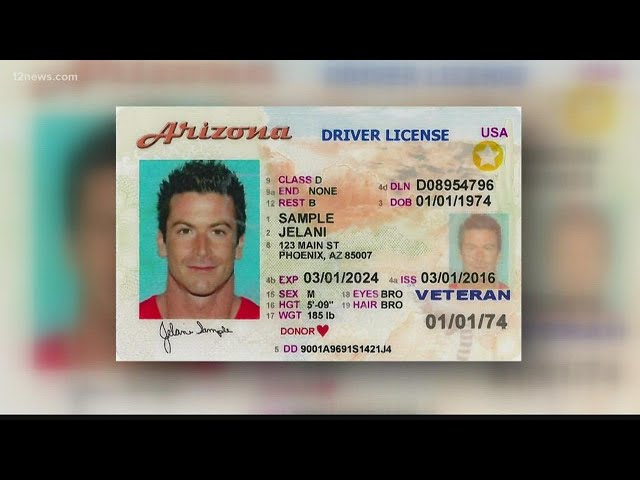 12news.com
Arizona DRIVER LICENSE USA
9 CLASS D
9a END NONE
12 REST B
4d DLN D08954796
3 DOB 01/01/1974
1 SAMPLE
2 JELANI
8 123 MAIN ST
PHOENIX, AZ 85007
4b EXP 03/01/2024 4a ISS 03/01/2016
15 SEX M 18 EYES BRO
16 HGT 5'-09" 19 HAIR BRO
17 WGT 185 lb
VETERAN
01/01/74
DONOR
Jelani Sample
5 DD 9001A9691S1421J4